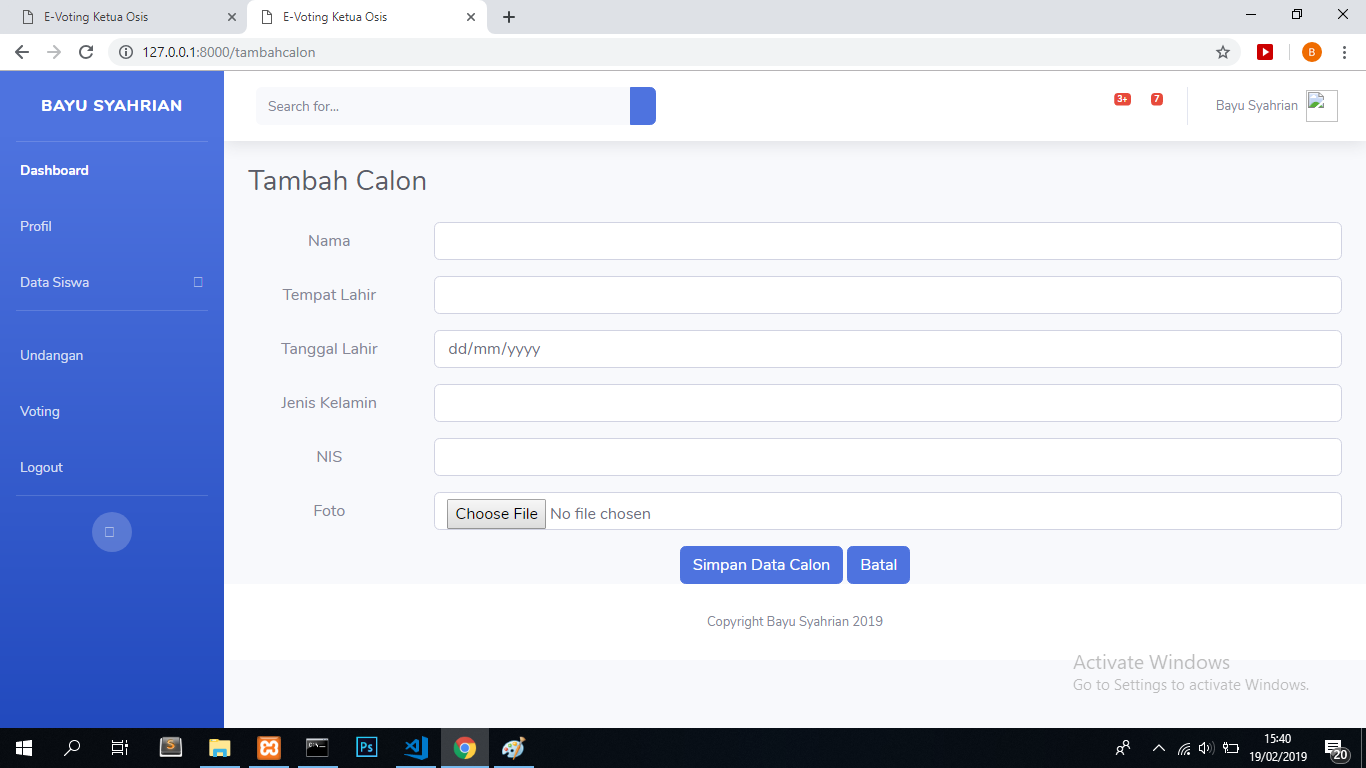 E-Voting Ketua Osis
E-Voting Ketua Osis
127.0.0.1:8000/tambahcalon
B
BAYU SYAHRIAN
Search for...
3+
7
Bayu Syahrian
Dashboard
Profil
Data Siswa
Undangan
Voting
Logout
Tambah Calon
Nama
Tempat Lahir
Tanggal Lahir
dd/mm/yyyy
Jenis Kelamin
NIS
Foto
Choose File No file chosen
Simpan Data Calon
Batal
Copyright Bayu Syahrian 2019
Activate Windows
Go to Settings to activate Windows.
S
C:\_
Ps
15:40
19/02/2019
20